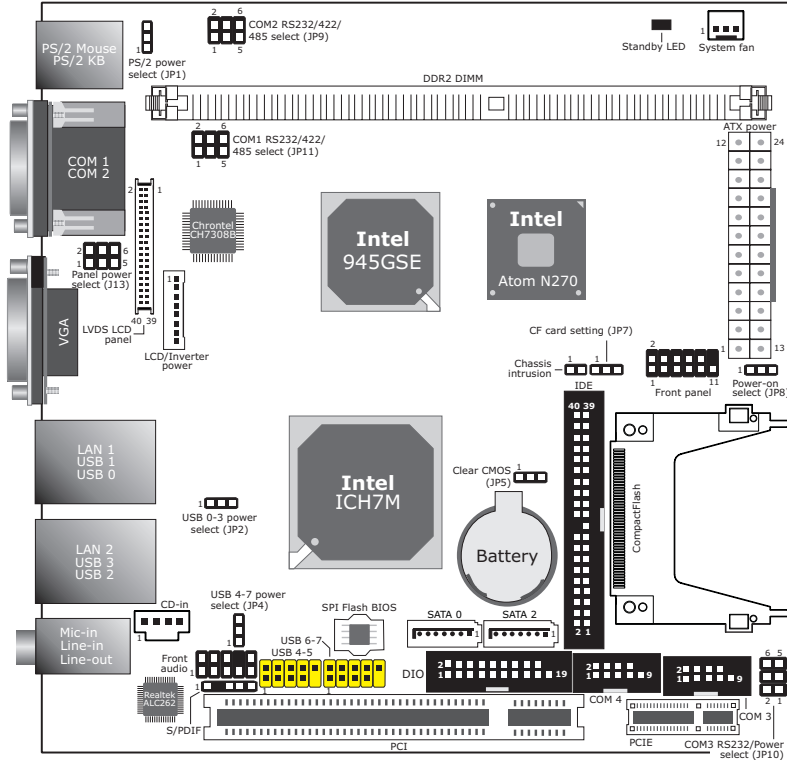 PS/2 Mouse
PS/2 KB
1
PS/2 power
select (JP1)
2 6
1 5
COM2 RS232/422/
485 select (JP9)
Standby LED
1
System fan
DDR2 DIMM
COM 1
COM 2
2 6
1 5
COM1 RS232/422/
485 select (JP11)
ATX power
12 24
1 13
2 1
40 39
LVDS LCD
panel
Chrontel
CH7308B
Intel
945GSE
Intel
Atom N270
2 6
1 5
Panel power
select (J13)
VGA
1
LCD/Inverter
power
CF card setting (JP7)
Chassis
intrusion
1 1
2
1 11
Front panel
1
Power-on
select (JP8)
IDE
40 39
2 1
LAN 1
USB 1
USB 0
Intel
ICH7M
Clear CMOS
(JP5)
1
CompactFlash
1
USB 0-3 power
select (JP2)
LAN 2
USB 3
USB 2
Battery
CD-in
1
USB 4-7 power
select (JP4)
1
SPI Flash BIOS
SATA 0
1
SATA 2
1
Mic-in
Line-in
Line-out
Front
audio
1
USB 6-7
USB 4-5
1 1
DIO
2
1 19
2
1 9
COM 4
2
1 9
COM 3
6 5
2 1
Realtek
ALC262
1
S/PDIF
PCI
PCIE
COM3 RS232/Power
select (JP10)